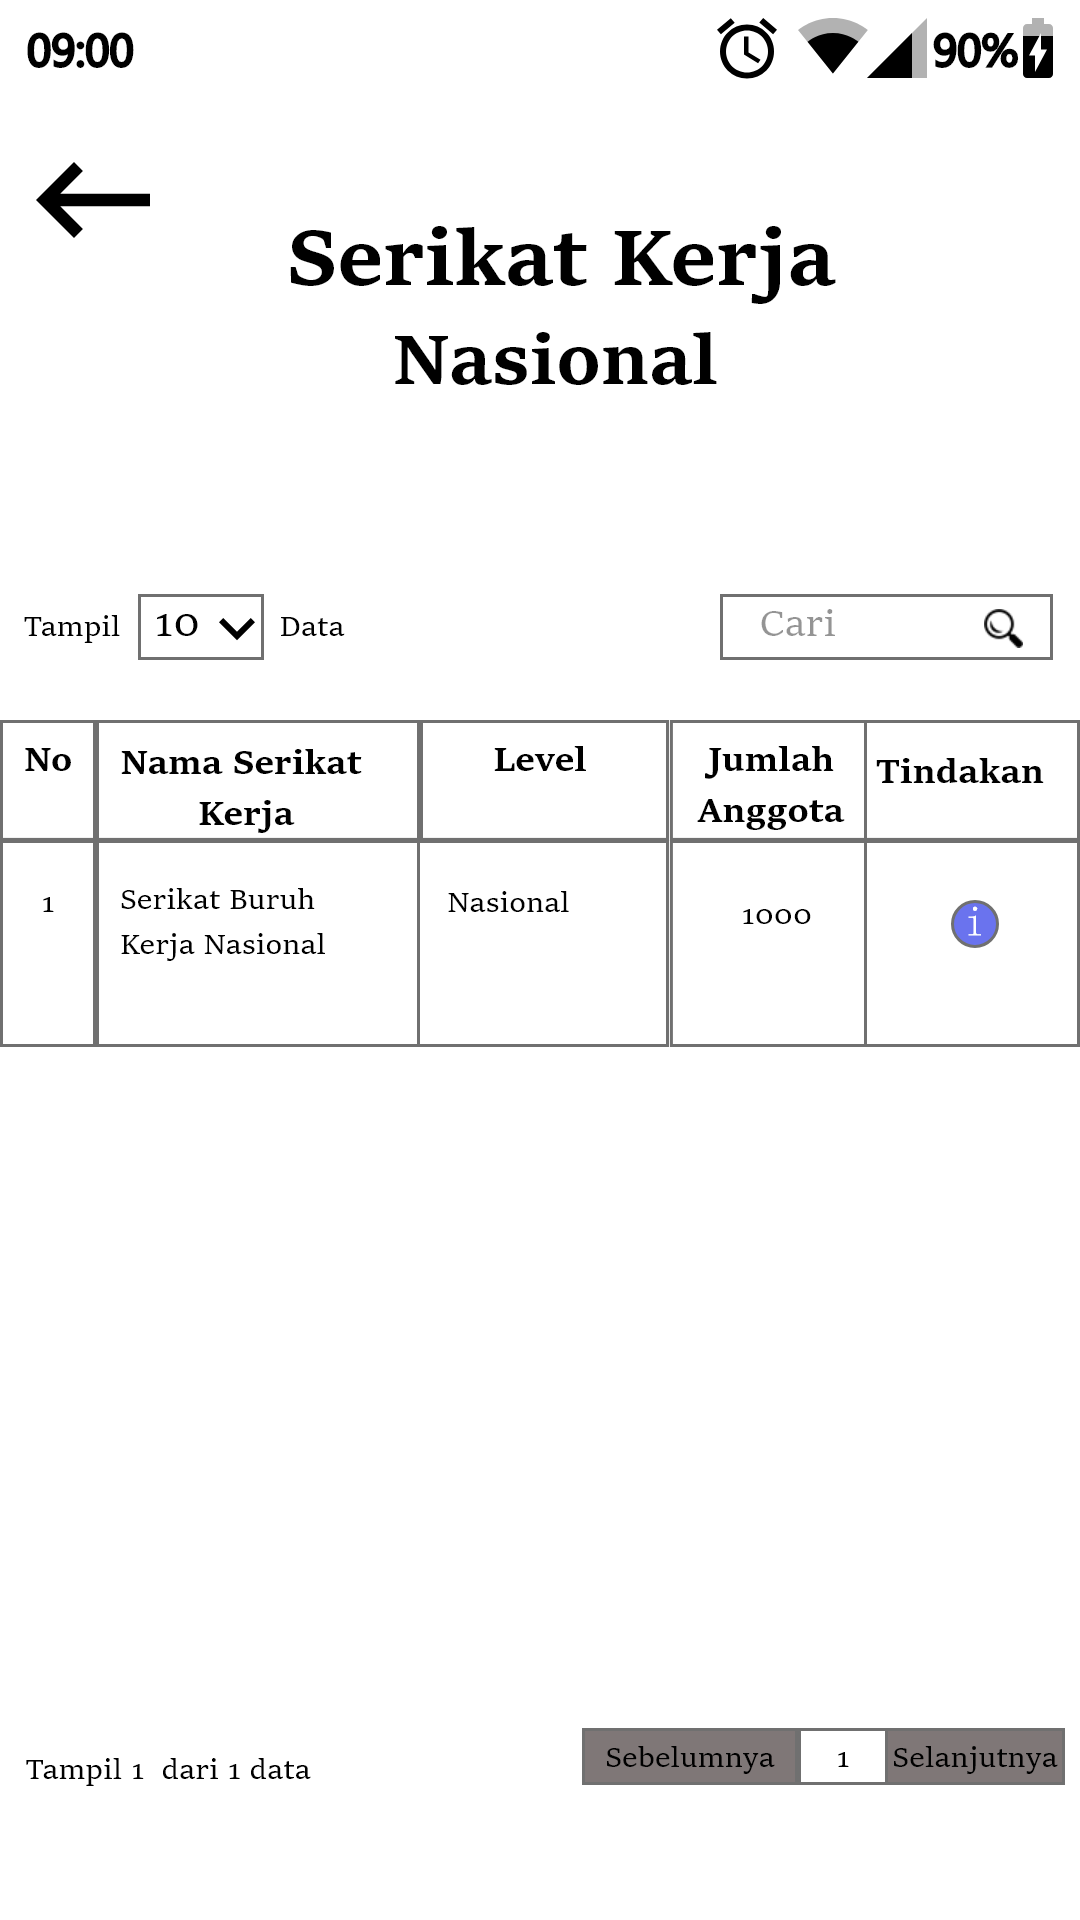 09:00 90%
Serikat Kerja
Nasional
Tampil 10 Data Cari
No Nama Serikat Kerja Level Jumlah Anggota Tindakan
1 Serikat Buruh Kerja Nasional Nasional 1000 i
Tampil 1 dari 1 data Sebelumnya 1 Selanjutnya